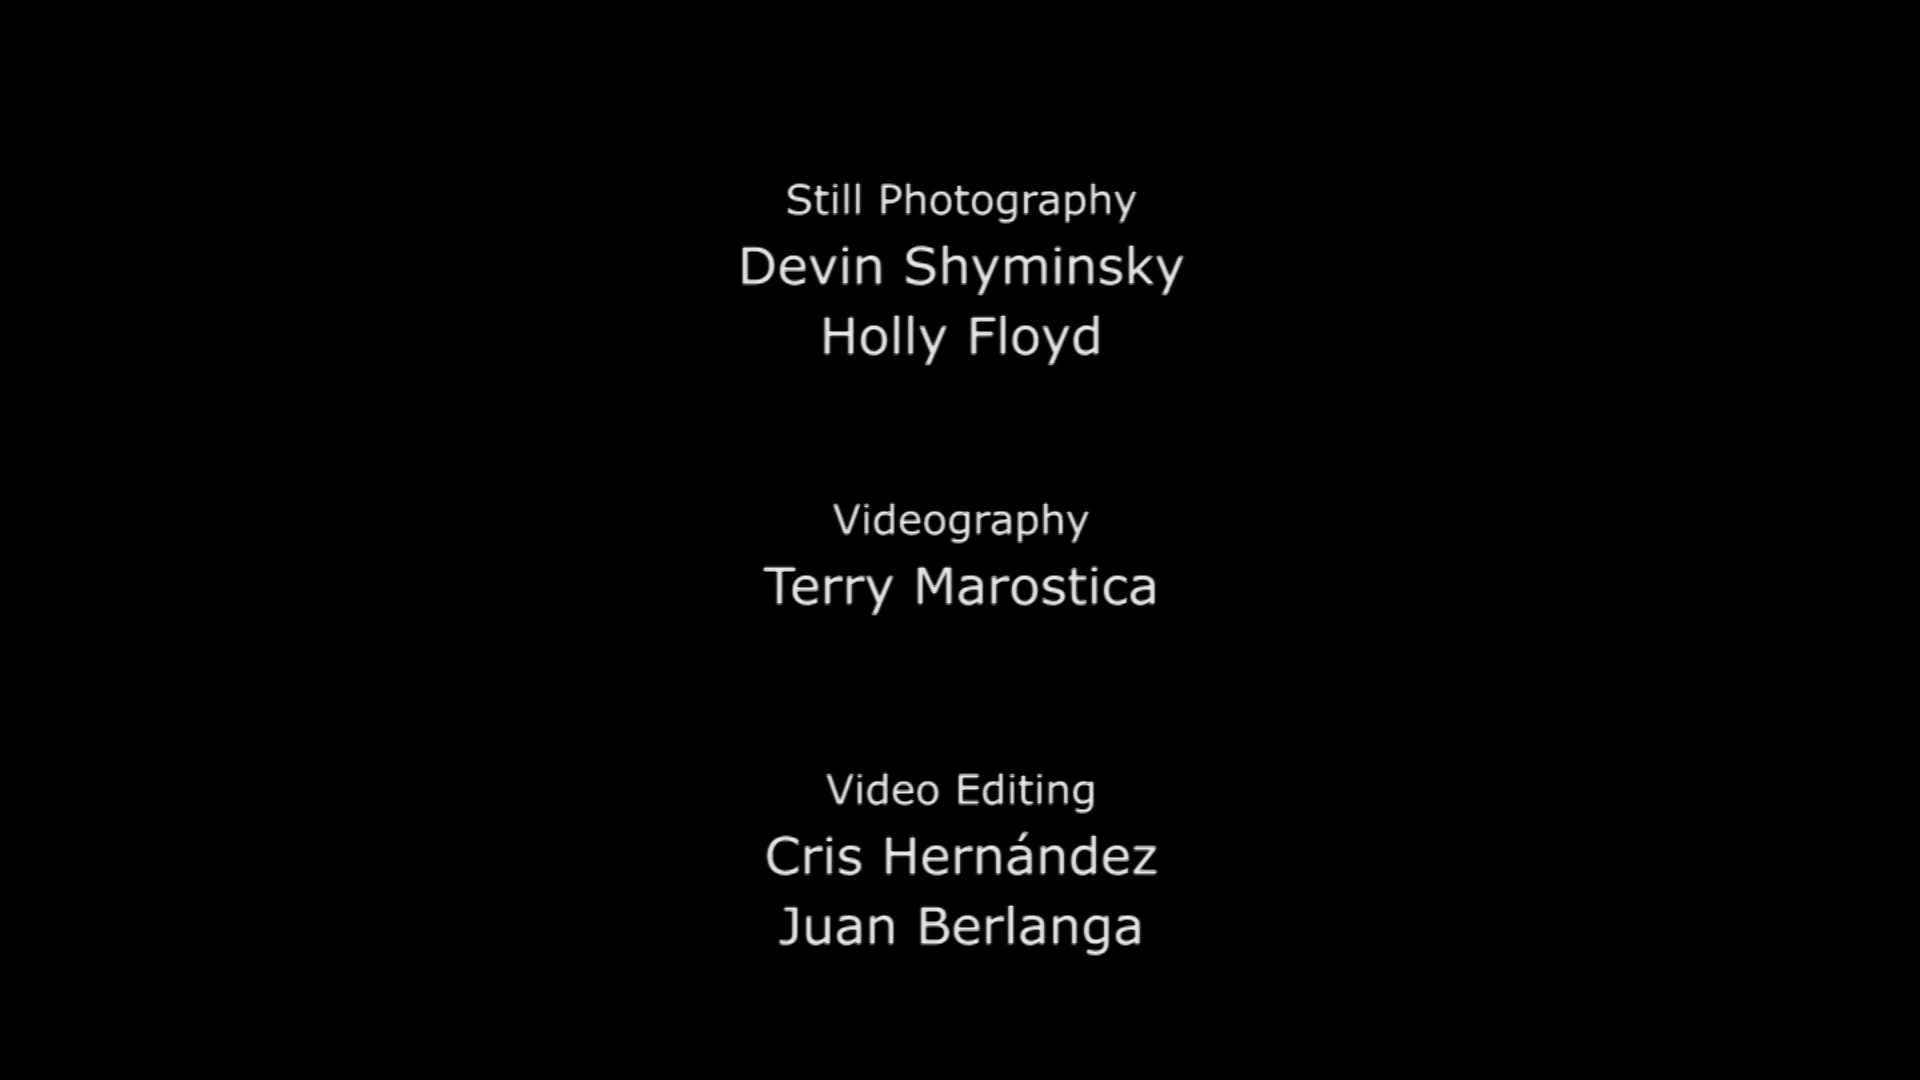 Still Photography
Devin Shyminsky
Holly Floyd
Videography
Terry Marostica
Video Editing
Cris Hernández
Juan Berlanga